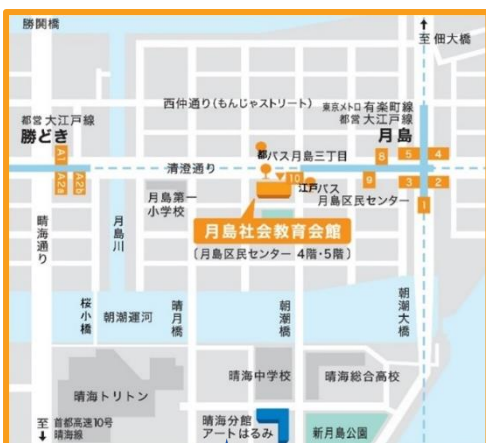 勝鬨橋
至 佃大橋
西仲通り(もんじゃストリート)
東京メトロ 有楽町線
都営 大江戸線
月島
都営 大江戸線
勝どき
A1
A2a
A2b
清澄通り
都バス月島三丁目
8
5
4
10
9
3
2
1
江戸バス
月島区民センター
月島第一
小学校
月島社会教育会館
(月島区民センター 4階・5階)
晴海通り
月島川
桜小橋
朝潮運河
晴月橋
朝潮橋
朝潮大橋
晴海トリトン
晴海中学校
晴海総合高校
至 首都高速10号
晴海線
晴海分館
アートはるみ
新月島公園